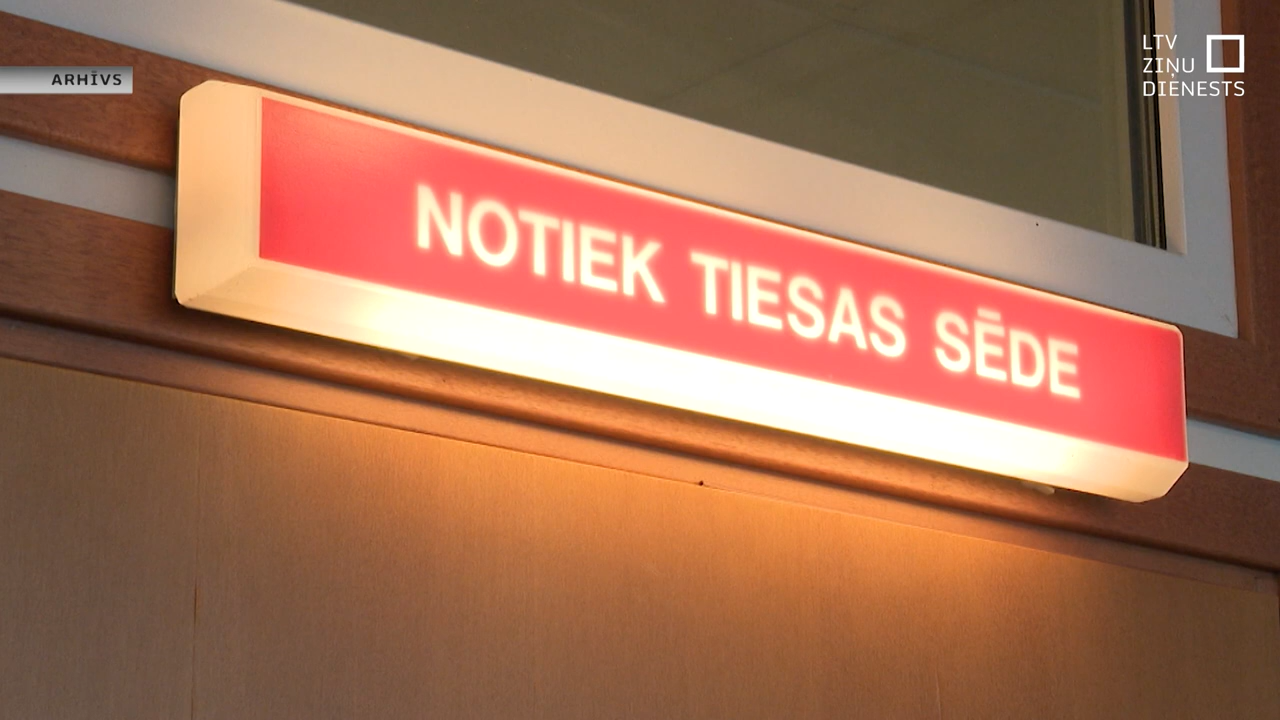 ARHĪVS
LTV
ZIŅU
DIENESTS
NOTIEK TIESAS SĒDE